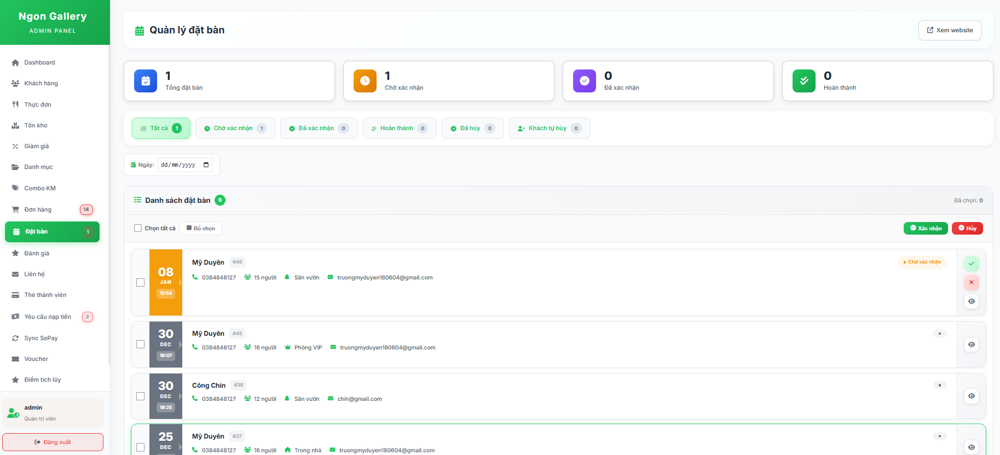 Ngon Gallery
ADMIN PANEL
Dashboard
Khách hàng
Thực đơn
Tồn kho
Giảm giá
Danh mục
Combo KM
Đơn hàng 14
Đặt bàn 1
Đánh giá
Liên hệ
Thẻ thành viên
Yêu cầu nạp tiền 2
Sync SePay
Voucher
Điểm tích lũy
admin
Quản trị viên
Đăng xuất
Quản lý đặt bàn
Xem website
1
Tổng đặt bàn
1
Chờ xác nhận
0
Đã xác nhận
0
Hoàn thành
Tất cả 1
Chờ xác nhận 1
Đã xác nhận 0
Hoàn thành 0
Đã hủy 0
Khách tự hủy 0
Ngày: dd/mm/yyyy
Danh sách đặt bàn 6
Đã chọn: 0
Chọn tất cả
Bỏ chọn
Xác nhận
Hủy
08
JAN
12:54
Mỹ Duyên #46
Chờ xác nhận
0384848127 15 người Sân vườn truongmyduyen180604@gmail.com
30
DEC
19:07
Mỹ Duyên #45
0384848127 16 người Phòng VIP truongmyduyen180604@gmail.com
30
DEC
18:25
Công Chín #36
0384848127 12 người Sân vườn chin@gmail.com
25
DEC
Mỹ Duyên #37
0384848127 16 người Trong nhà truongmyduyen180604@gmail.com